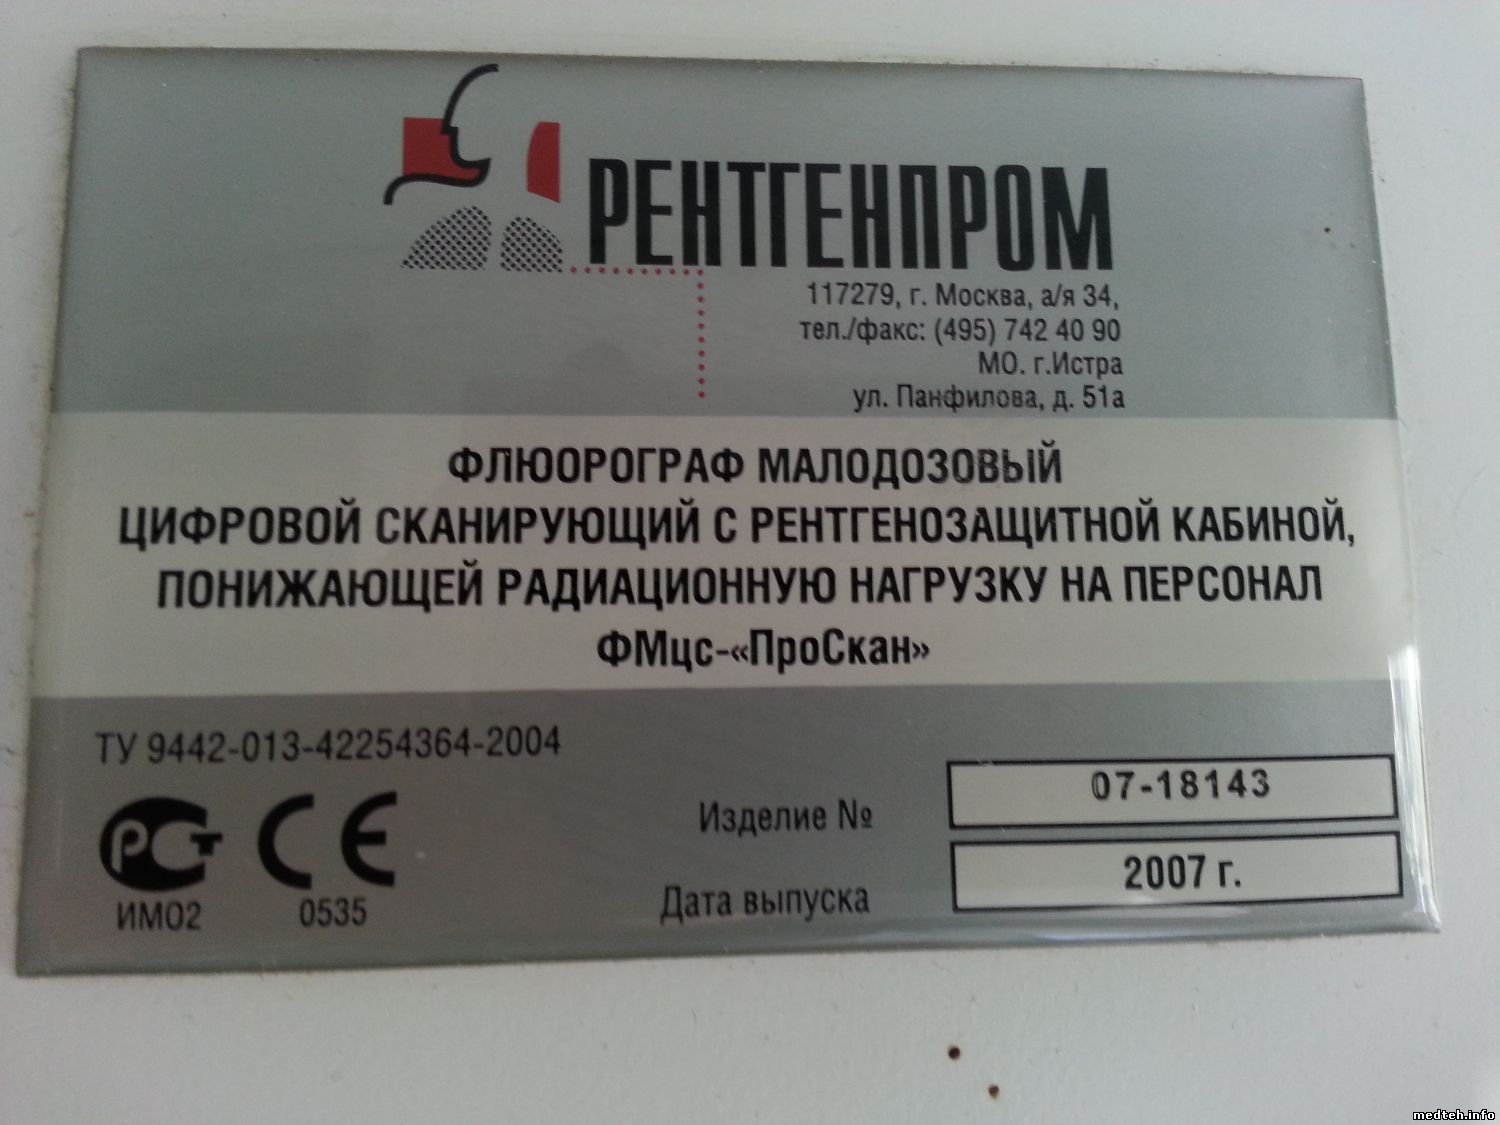 РЕНТГЕНПРОМ
117279, г. Москва, а/я 34,
тел./факс: (495) 742 40 90
МО. г.Истра
ул. Панфилова, д. 51а
ФЛЮОРОГРАФ МАЛОДОЗОВЫЙ
ЦИФРОВОЙ СКАНИРУЮЩИЙ С РЕНТГЕНОЗАЩИТНОЙ КАБИНОЙ,
ПОНИЖАЮЩЕЙ РАДИАЦИОННУЮ НАГРУЗКУ НА ПЕРСОНАЛ
ФМцс-«ПроСкан»
ТУ 9442-013-42254364-2004
РСТ CE
ИМО2 0535
Изделие № 07-18143
Дата выпуска 2007 г.
medteh.info